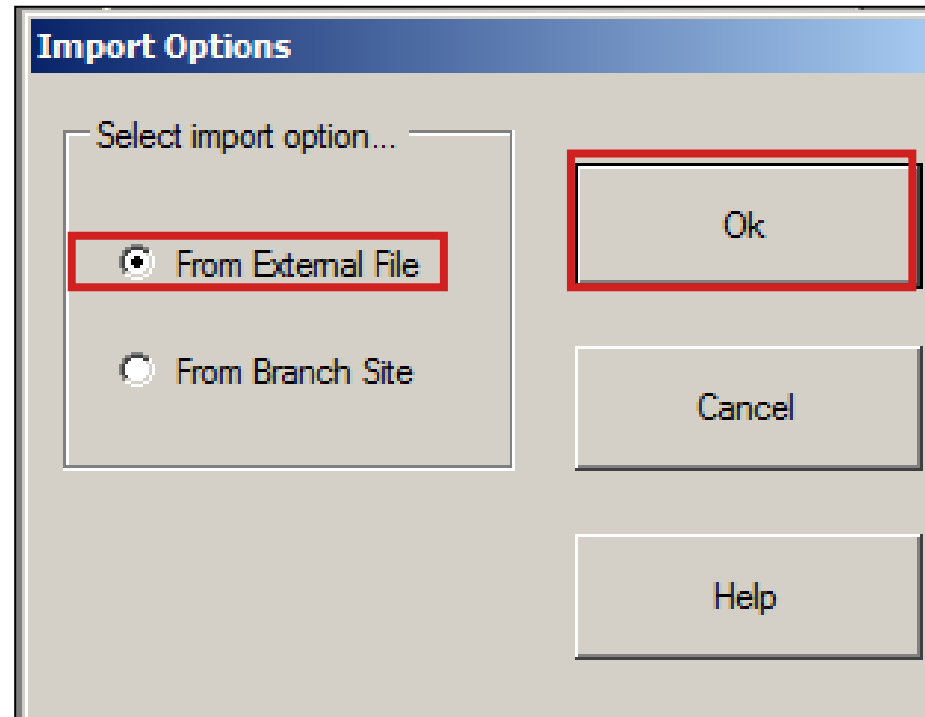 Import Options
Select import option...
From External File
From Branch Site
Ok
Cancel
Help